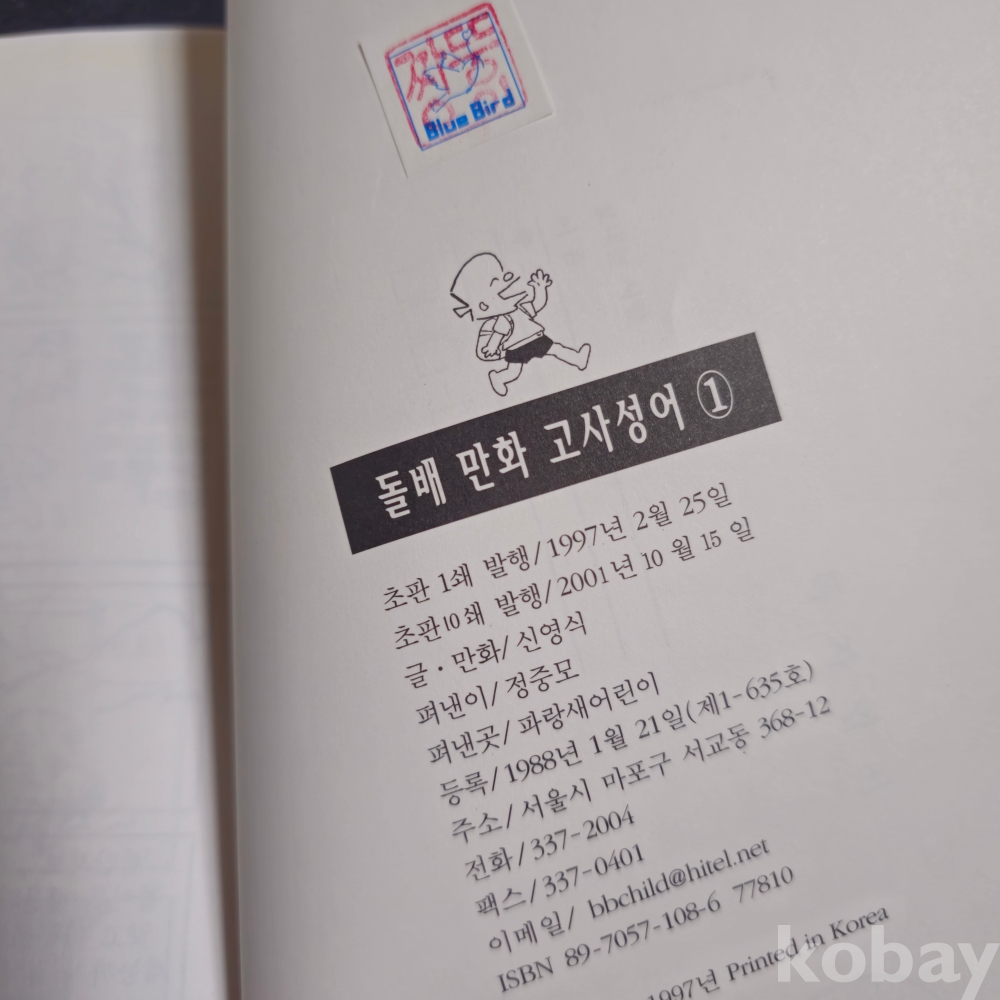 Blue Bird
돌배 만화 고사성어 ①
초판 1쇄 발행/1997년 2월 25일
초판10쇄 발행/2001년 10월 15일
글·만화/신영식
펴낸이/정중모
펴낸곳/파랑새어린이
등록/1988년 1월 21일(제1-635호)
주소/서울시 마포구 서교동 368-12
전화/337-2004
팩스/337-0401
이메일/ bbchild@hitel.net
ISBN 89-7057-108-6 77810
1997년 Printed in Korea
kobay